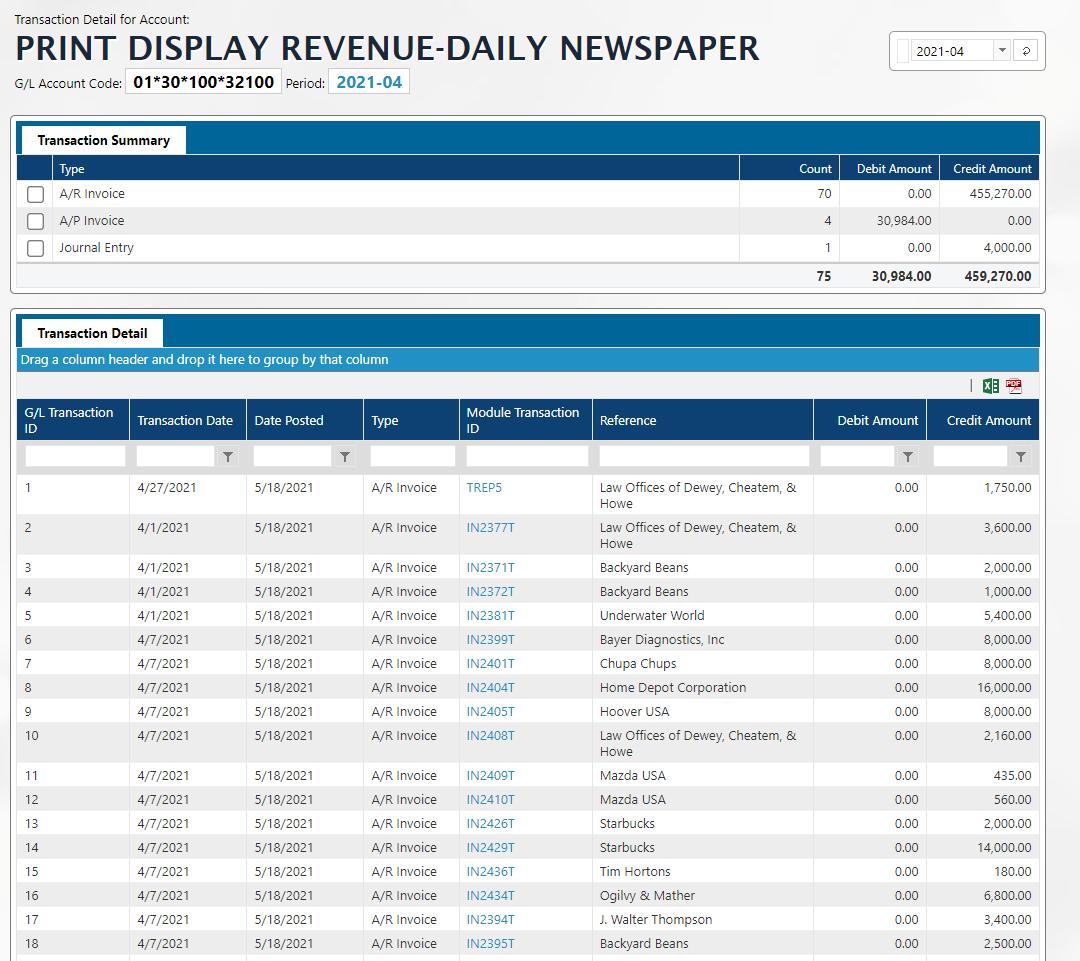 Transaction Detail for Account:
PRINT DISPLAY REVENUE-DAILY NEWSPAPER
2021-04
G/L Account Code: 01*30*100*32100 Period: 2021-04
Transaction Summary
Type Count Debit Amount Credit Amount
A/R Invoice 70 0.00 455,270.00
A/P Invoice 4 30,984.00 0.00
Journal Entry 1 0.00 4,000.00
75 30,984.00 459,270.00
Transaction Detail
Drag a column header and drop it here to group by that column
PDF
G/L Transaction ID Transaction Date Date Posted Type Module Transaction ID Reference Debit Amount Credit Amount
1 4/27/2021 5/18/2021 A/R Invoice TREP5 Law Offices of Dewey, Cheatem, & Howe 0.00 1,750.00
2 4/1/2021 5/18/2021 A/R Invoice IN2377T Law Offices of Dewey, Cheatem, & Howe 0.00 3,600.00
3 4/1/2021 5/18/2021 A/R Invoice IN2371T Backyard Beans 0.00 2,000.00
4 4/1/2021 5/18/2021 A/R Invoice IN2372T Backyard Beans 0.00 1,000.00
5 4/1/2021 5/18/2021 A/R Invoice IN2381T Underwater World 0.00 5,400.00
6 4/7/2021 5/18/2021 A/R Invoice IN2399T Bayer Diagnostics, Inc 0.00 8,000.00
7 4/7/2021 5/18/2021 A/R Invoice IN2401T Chupa Chups 0.00 8,000.00
8 4/7/2021 5/18/2021 A/R Invoice IN2404T Home Depot Corporation 0.00 16,000.00
9 4/7/2021 5/18/2021 A/R Invoice IN2405T Hoover USA 0.00 8,000.00
10 4/7/2021 5/18/2021 A/R Invoice IN2408T Law Offices of Dewey, Cheatem, & Howe 0.00 2,160.00
11 4/7/2021 5/18/2021 A/R Invoice IN2409T Mazda USA 0.00 435.00
12 4/7/2021 5/18/2021 A/R Invoice IN2410T Mazda USA 0.00 560.00
13 4/7/2021 5/18/2021 A/R Invoice IN2426T Starbucks 0.00 2,000.00
14 4/7/2021 5/18/2021 A/R Invoice IN2429T Starbucks 0.00 14,000.00
15 4/7/2021 5/18/2021 A/R Invoice IN2436T Tim Hortons 0.00 180.00
16 4/7/2021 5/18/2021 A/R Invoice IN2434T Ogilvy & Mather 0.00 6,800.00
17 4/7/2021 5/18/2021 A/R Invoice IN2394T J. Walter Thompson 0.00 3,400.00
18 4/7/2021 5/18/2021 A/R Invoice IN2395T Backyard Beans 0.00 2,500.00